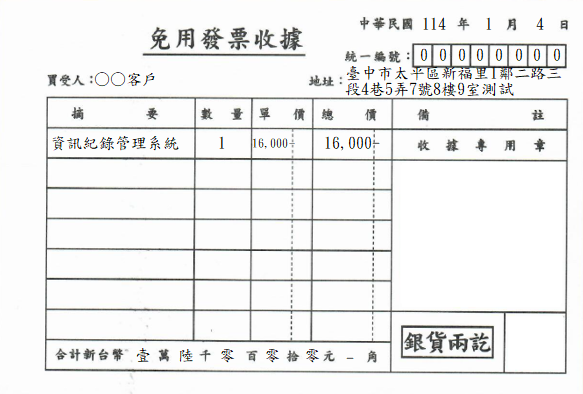 中華民國 114 年 1 月 4 日
免用發票收據
統一編號：0 0 0 0 0 0 0 0
買受人：〇〇客戶
地址：臺中市太平區新福里1鄰二路三
段4巷5弄7號8樓9室測試
摘要 數量 單價 總價 備註
資訊紀錄管理系統 1 16,000- 16,000- 收據專用章
銀貨兩訖
合計新台幣 壹萬 陸千 零百 零拾 零元 - 角